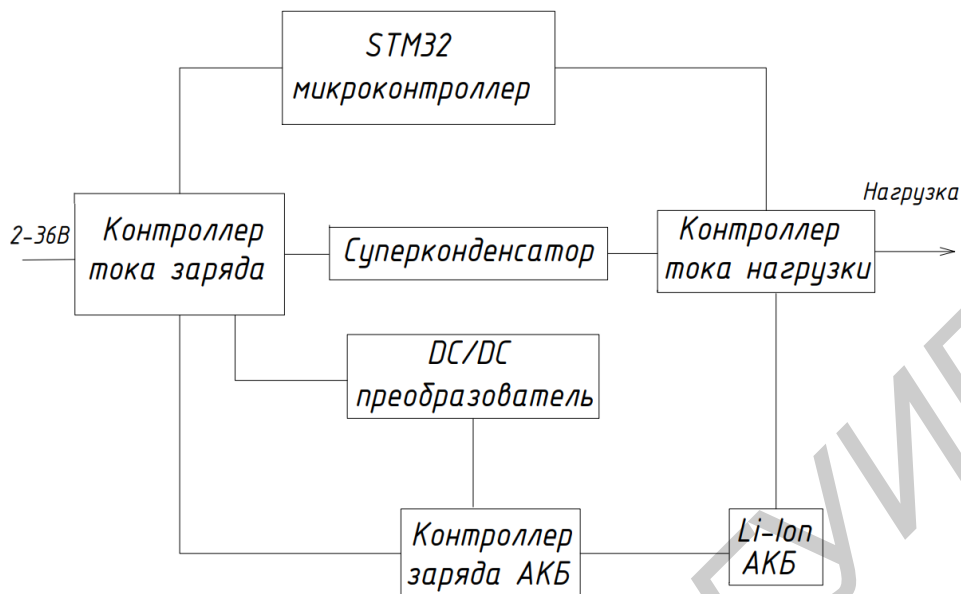 STM32
микроконтроллер
2-36В
Контроллер
тока заряда
Суперконденсатор
Контроллер
тока нагрузки
Нагрузка
DC/DC
преобразователь
Контроллер
заряда АКБ
Li-Ion
АКБ
ГУИР